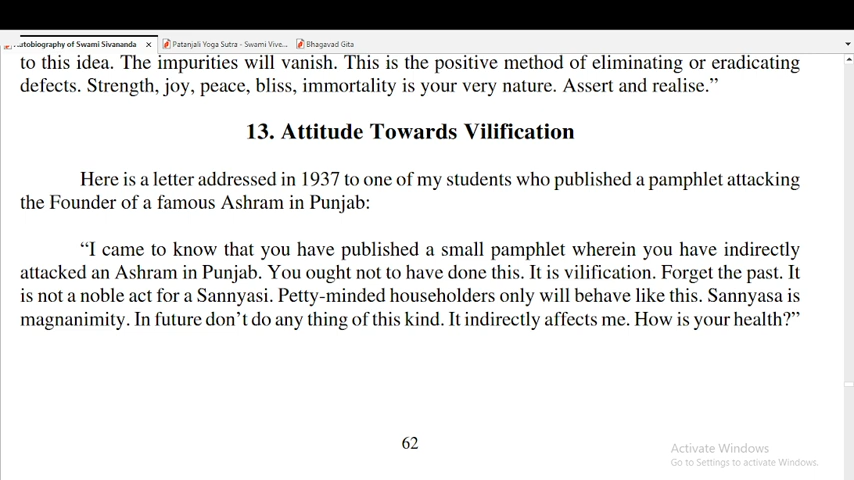 utobiography of Swami Sivananda × Patanjali Yoga Sutra - Swami Vive... Bhagavad Gita
to this idea. The impurities will vanish. This is the positive method of eliminating or eradicating
defects. Strength, joy, peace, bliss, immortality is your very nature. Assert and realise.”
13. Attitude Towards Vilification
Here is a letter addressed in 1937 to one of my students who published a pamphlet attacking
the Founder of a famous Ashram in Punjab:
“I came to know that you have published a small pamphlet wherein you have indirectly
attacked an Ashram in Punjab. You ought not to have done this. It is vilification. Forget the past. It
is not a noble act for a Sannyasi. Petty-minded householders only will behave like this. Sannyasa is
magnanimity. In future don’t do any thing of this kind. It indirectly affects me. How is your health?”
62
Activate Windows
Go to Settings to activate Windows.